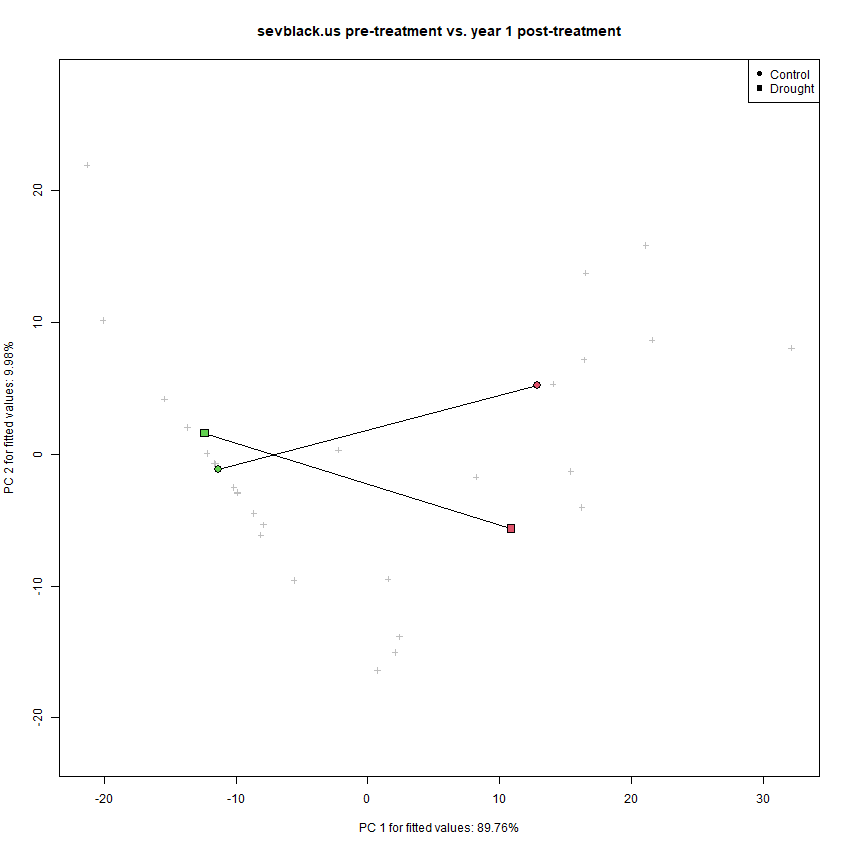 sevblack.us pre-treatment vs. year 1 post-treatment
Control
Drought
20
10
0
-10
-20
PC 2 for fitted values: 9.98%
-20
-10
0
10
20
30
PC 1 for fitted values: 89.76%